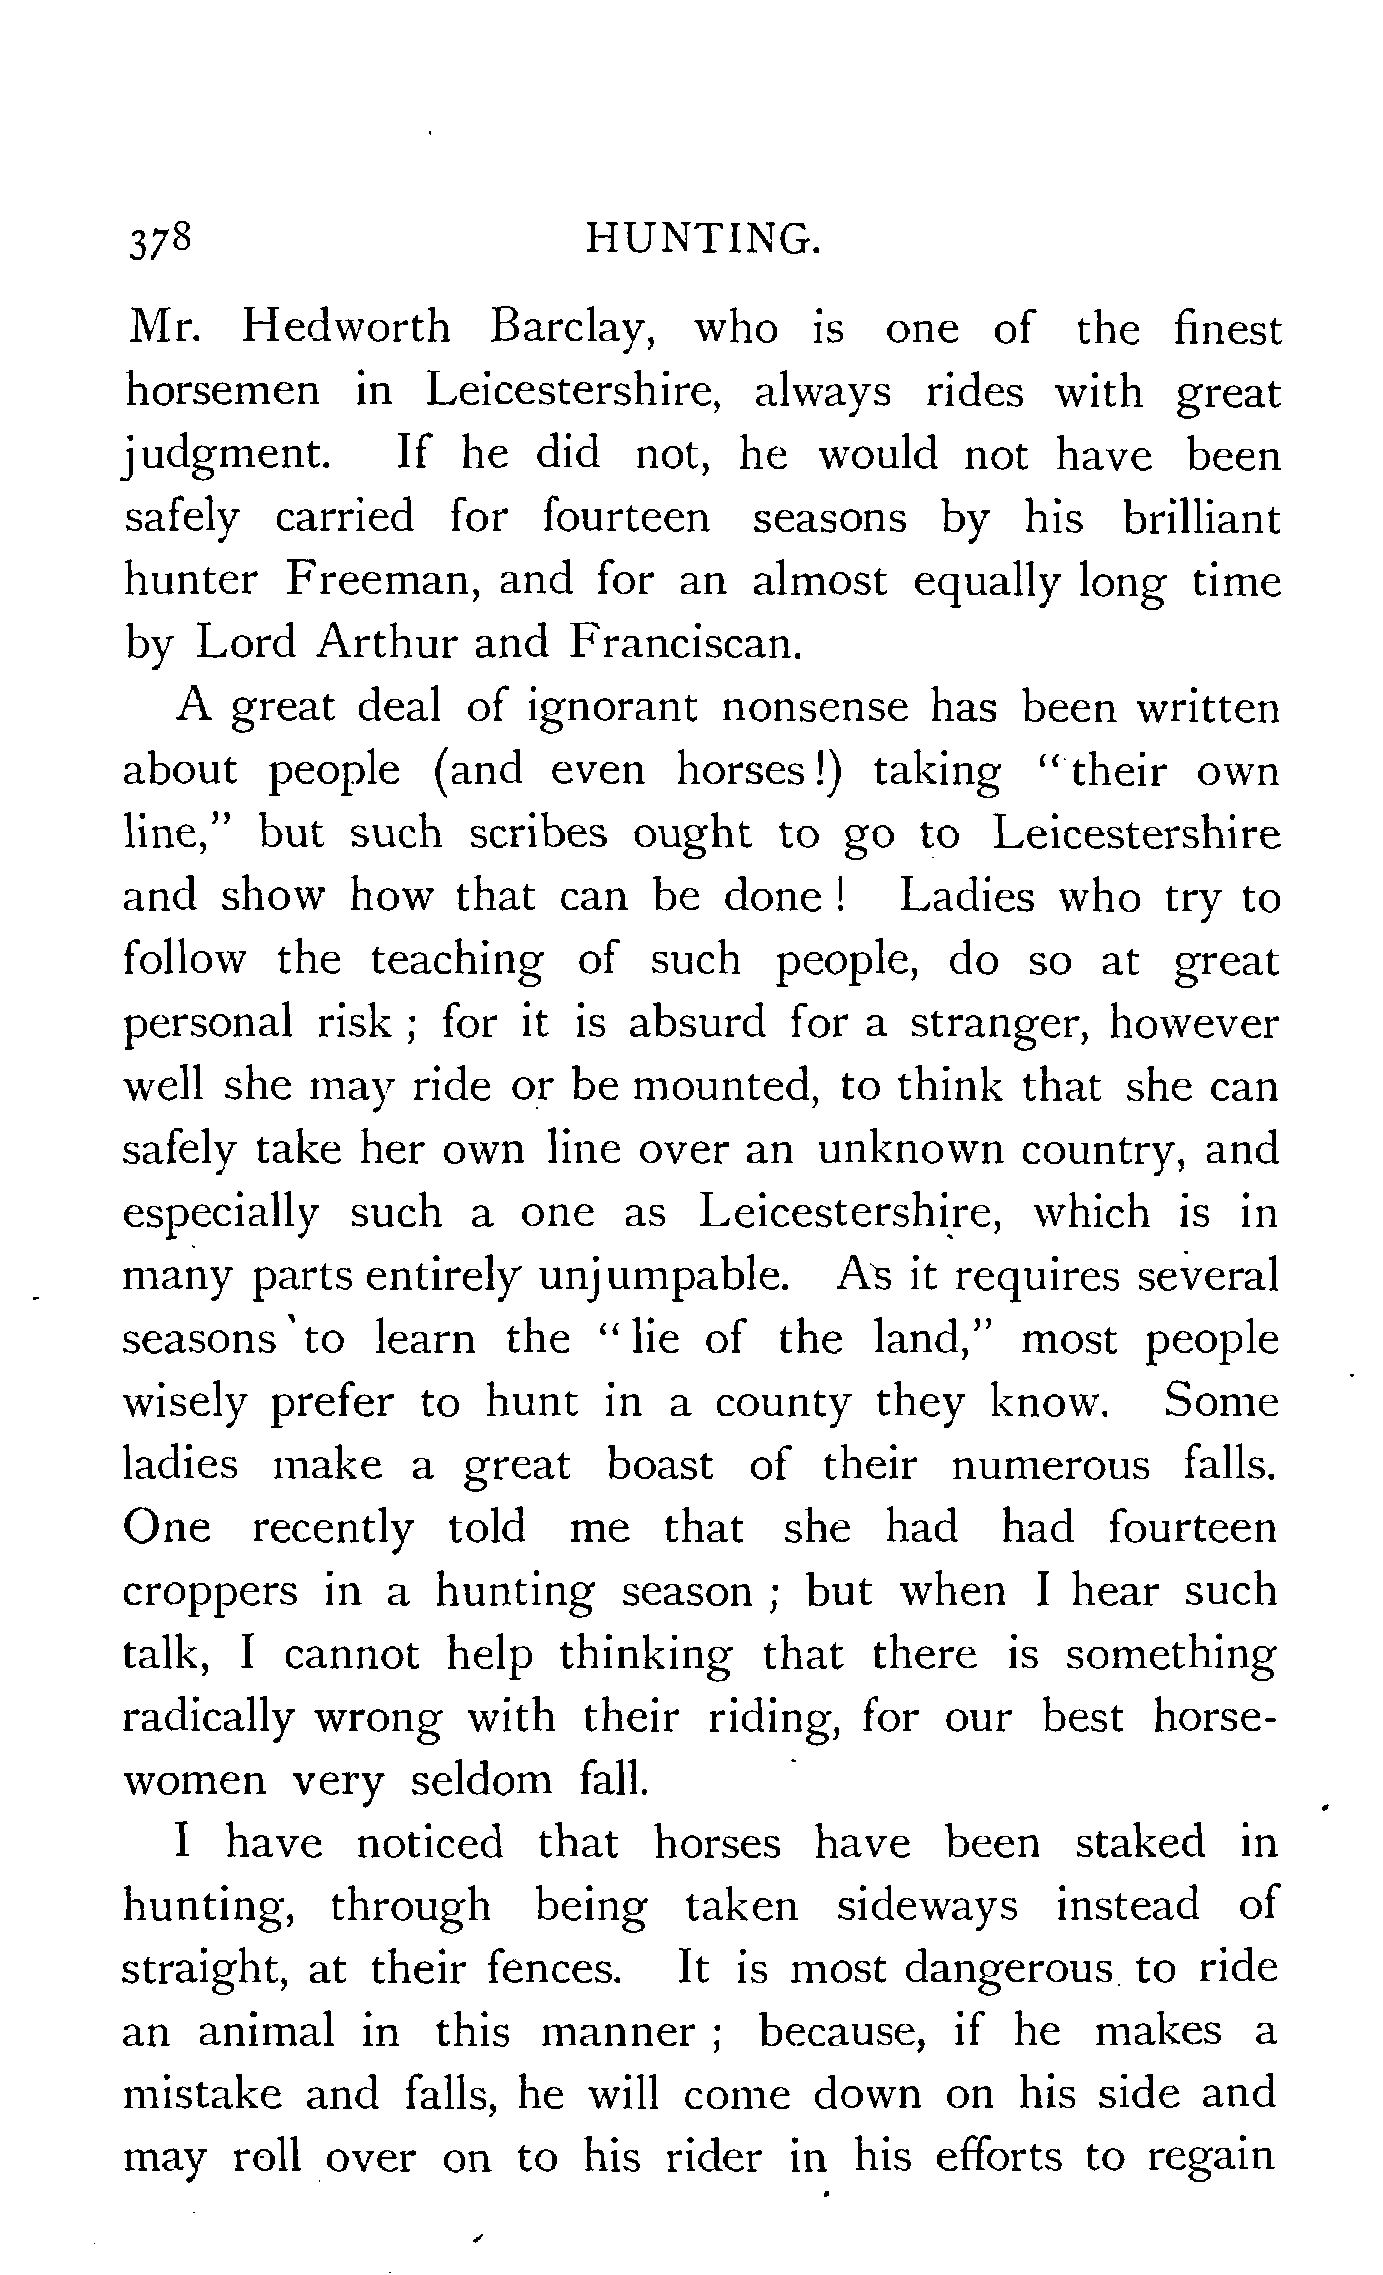 378 HUNTING.
Mr. Hedworth Barclay, who is one of the finest
horsemen in Leicestershire, always rides with great
judgment. If he did not, he would not have been
safely carried for fourteen seasons by his brilliant
hunter Freeman, and for an almost equally long time
by Lord Arthur and Franciscan.
A great deal of ignorant nonsense has been written
about people (and even horses!) taking "their own
line," but such scribes ought to go to Leicestershire
and show how that can be done! Ladies who try to
follow the teaching of such people, do so at great
personal risk; for it is absurd for a stranger, however
well she may ride or be mounted, to think that she can
safely take her own line over an unknown country, and
especially such a one as Leicestershire, which is in
many parts entirely unjumpable. As it requires several
seasons to learn the "lie of the land," most people
wisely prefer to hunt in a county they know. Some
ladies make a great boast of their numerous falls.
One recently told me that she had had fourteen
croppers in a hunting season; but when I hear such
talk, I cannot help thinking that there is something
radically wrong with their riding, for our best horse-
women very seldom fall.
I have noticed that horses have been staked in
hunting, through being taken sideways instead of
straight, at their fences. It is most dangerous to ride
an animal in this manner; because, if he makes a
mistake and falls, he will come down on his side and
may roll over on to his rider in his efforts to regain